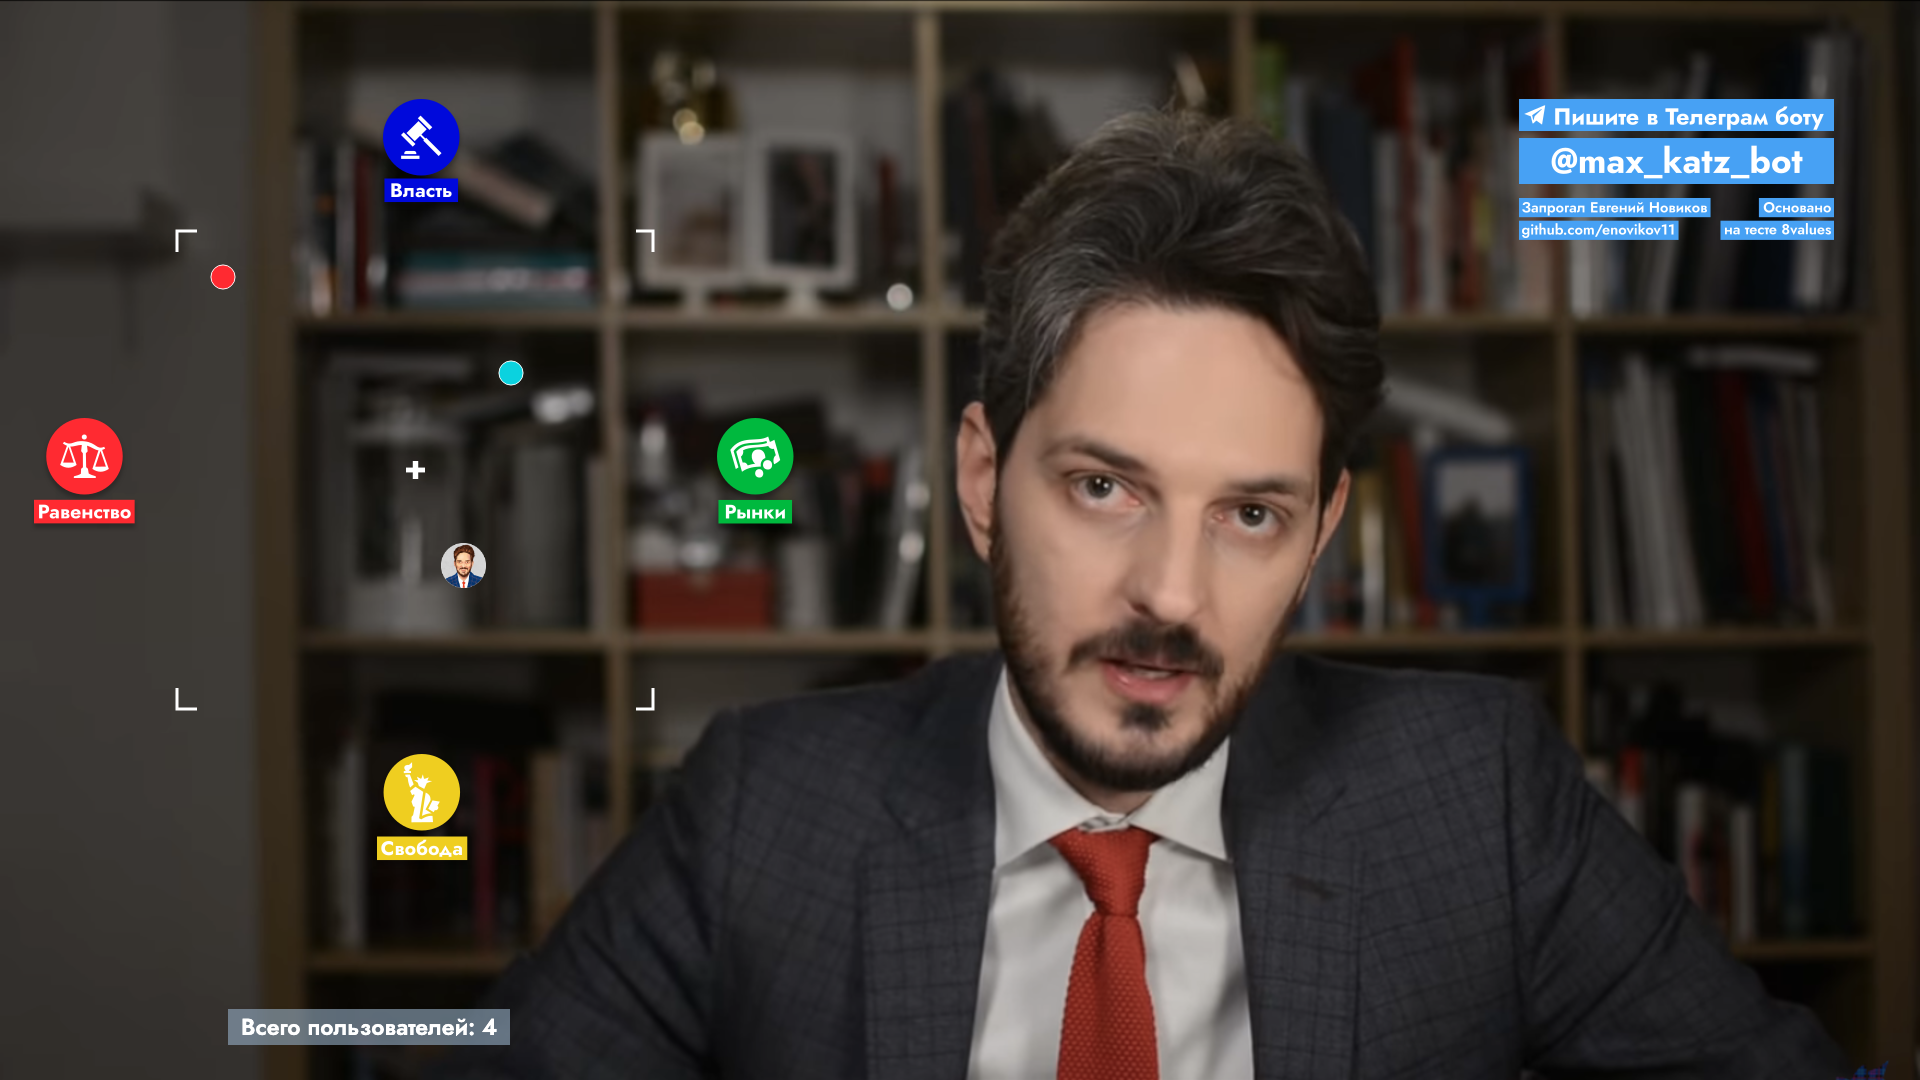 Власть
Равенство
Рынки
Свобода
Всего пользователей: 4
Пишите в Телеграм боту
@max_katz_bot
Запрогал Евгений Новиков
github.com/enovikov11
Основано
на тесте 8values